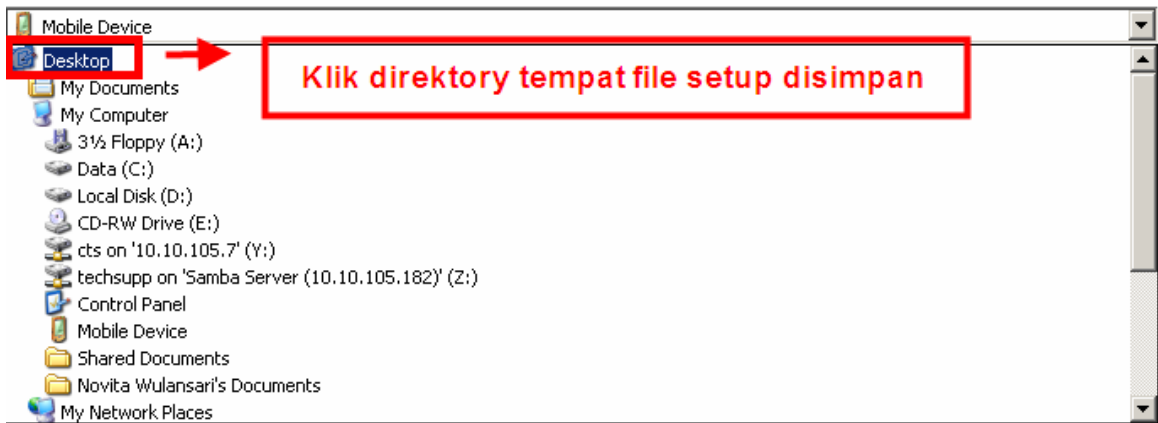 Mobile Device
Desktop
Klik direktory tempat file setup disimpan
My Documents
My Computer
3½ Floppy (A:)
Data (C:)
Local Disk (D:)
CD-RW Drive (E:)
cts on '10.10.105.7' (Y:)
techsupp on 'Samba Server (10.10.105.182)' (Z:)
Control Panel
Mobile Device
Shared Documents
Novita Wulansari's Documents
My Network Places